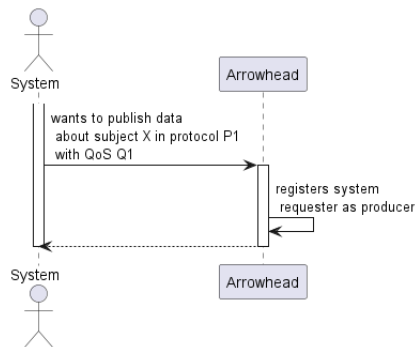 System
Arrowhead
wants to publish data
about subject X in protocol P1
with QoS Q1
registers system
requester as producer
System
Arrowhead